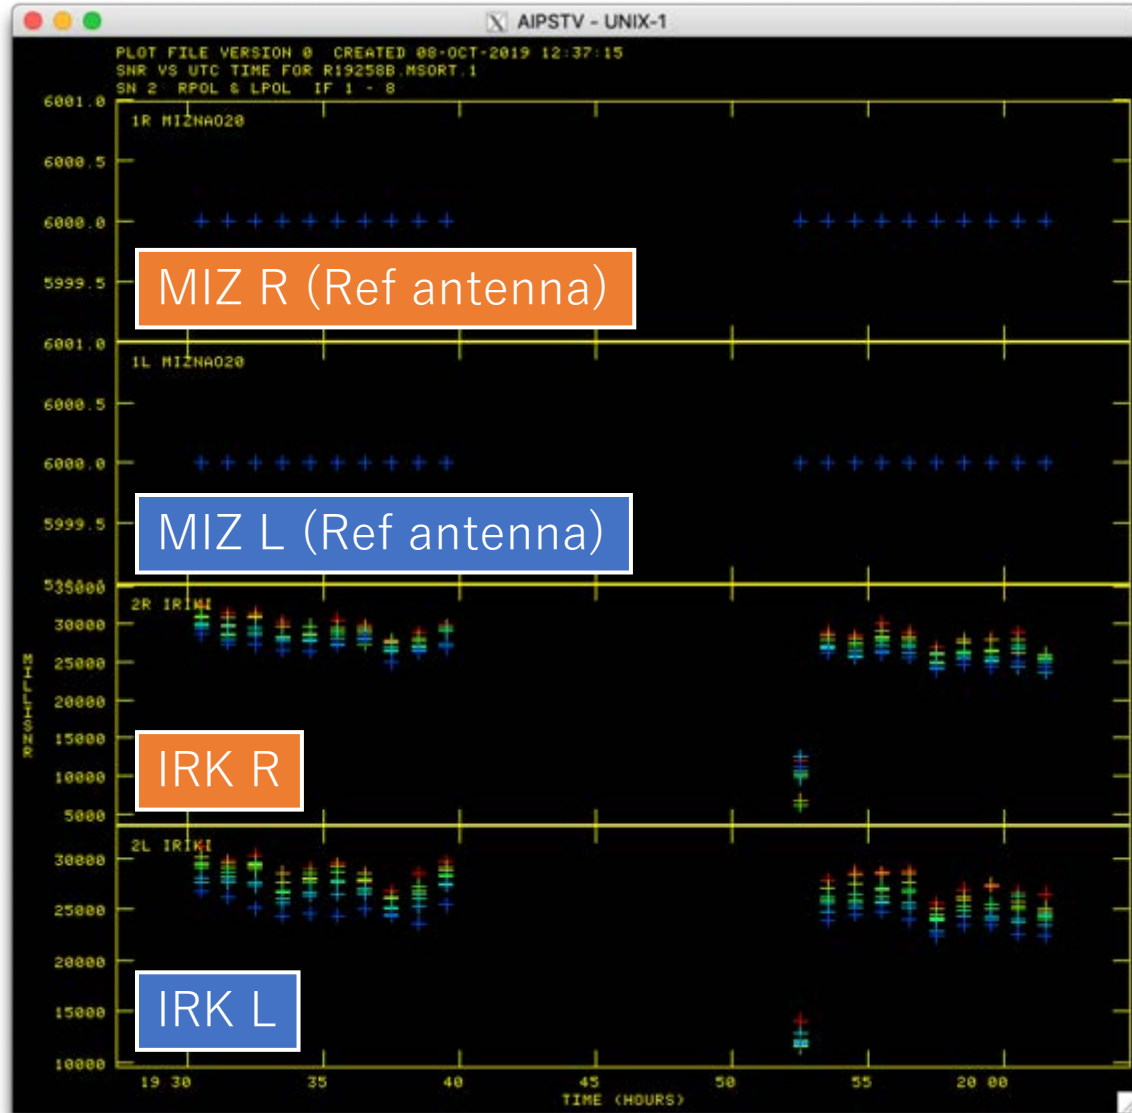 AIPSTV - UNIX-1
PLOT FILE VERSION 0 CREATED 08-OCT-2019 12:37:15
SNR VS UTC TIME FOR R19258B.MSORT.1
SN 2 RPOL & LPOL IF 1 - 8
6001.0
1R MIZNAO20
6000.5
6000.0
5999.5
MIZ R (Ref antenna)
6001.0
1L MIZNAO20
6000.5
6000.0
5999.5
MIZ L (Ref antenna)
35000
2R IRIKI
30000
25000
20000
15000
10000
5000
IRK R
MILLISNR
2L IRIKI
30000
25000
20000
15000
10000
IRK L
19 30 35 40 45 50 55 20 00
TIME (HOURS)